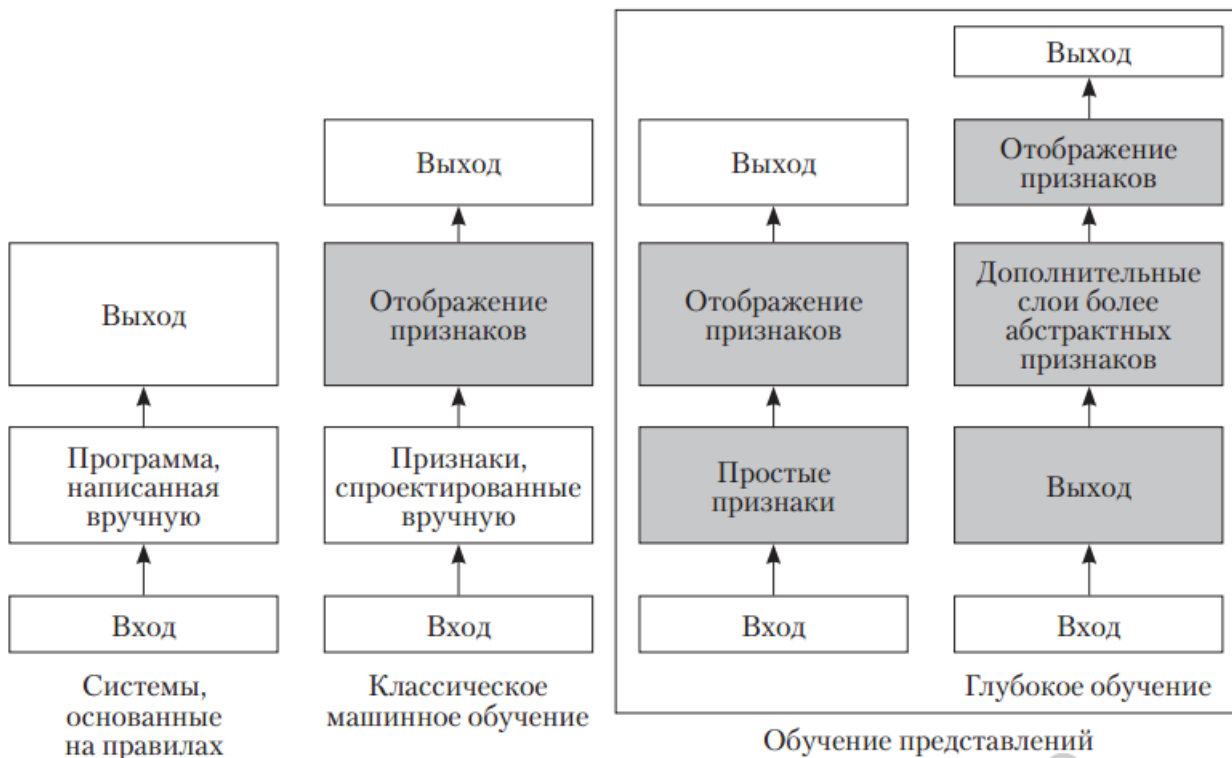 Выход
Программа,
написанная
вручную
Вход
Системы,
основанные
на правилах
Выход
Отображение
признаков
Признаки,
спроектированные
вручную
Вход
Классическое
машинное обучение
Выход
Отображение
признаков
Простые
признаки
Вход
Выход
Отображение
признаков
Дополнительные
слои более
абстрактных
признаков
Выход
Вход
Глубокое обучение
Обучение представлений